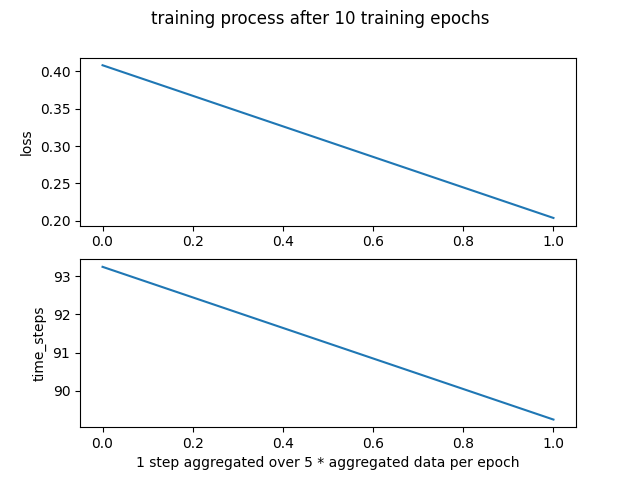 training process after 10 training epochs
0.40
0.35
0.30
0.25
0.20
loss
0.0 0.2 0.4 0.6 0.8 1.0
93
92
91
90
time_steps
0.0 0.2 0.4 0.6 0.8 1.0
1 step aggregated over 5 * aggregated data per epoch